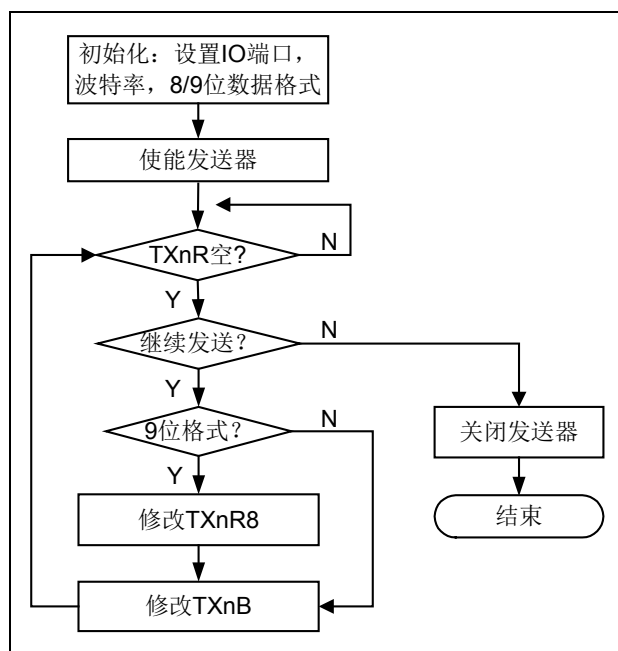 初始化：设置IO端口，
波特率，8/9位数据格式
使能发送器
TXnR空?
N
Y
继续发送？
N
Y
9位格式？
N
Y
关闭发送器
修改TXnR8
结束
修改TXnB